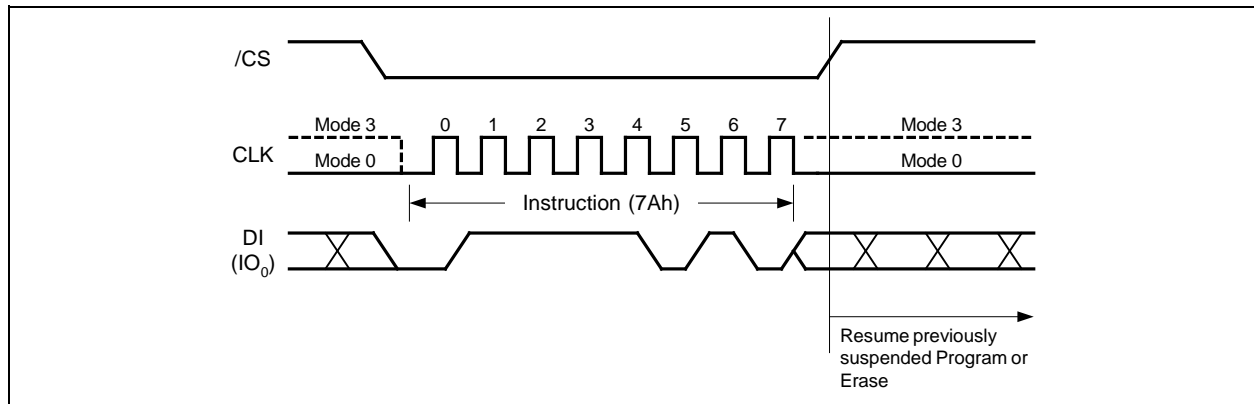 /CS
Mode 3 0 1 2 3 4 5 6 7 Mode 3
CLK Mode 0 Mode 0
Instruction (7Ah)
DI
(IO0)
Resume previously
suspended Program or
Erase